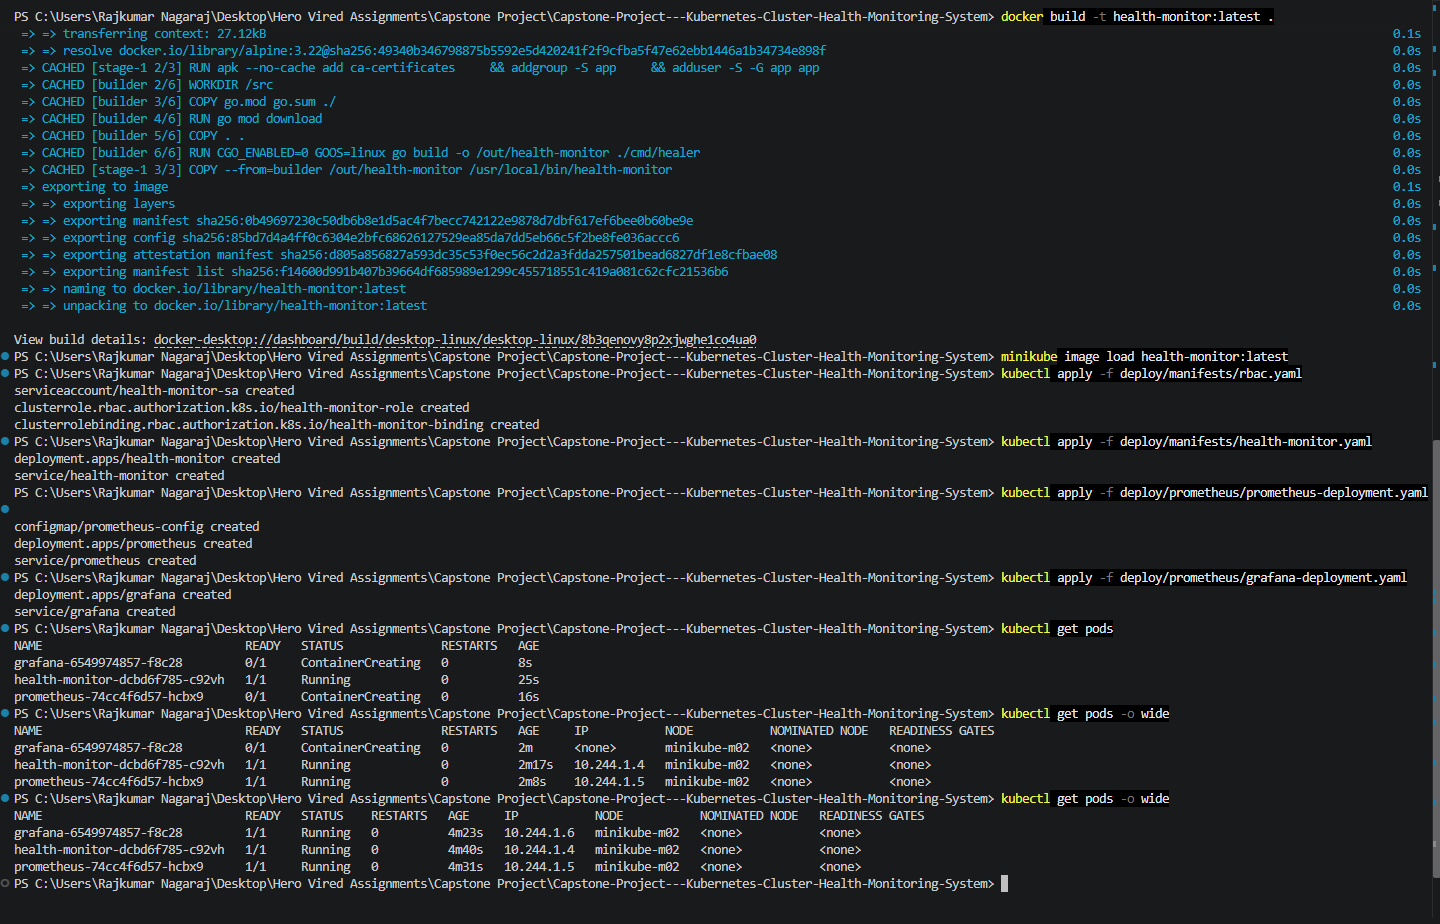 PS C:\Users\Rajkumar Nagaraj\Desktop\Hero Vired Assignments\Capstone Project\Capstone-Project---Kubernetes-Cluster-Health-Monitoring-System> docker build -t health-monitor:latest .
=> => transferring context: 27.12kB 0.1s
=> => resolve docker.io/library/alpine:3.22@sha256:49340b346798875b5592e5d420241f2f9cfba5f47e62ebb1446a1b34734e898f 0.0s
=> CACHED [stage-1 2/3] RUN apk --no-cache add ca-certificates     && addgroup -S app     && adduser -S -G app app 0.0s
=> CACHED [builder 2/6] WORKDIR /src 0.0s
=> CACHED [builder 3/6] COPY go.mod go.sum ./ 0.0s
=> CACHED [builder 4/6] RUN go mod download 0.0s
=> CACHED [builder 5/6] COPY . . 0.0s
=> CACHED [builder 6/6] RUN CGO_ENABLED=0 GOOS=linux go build -o /out/health-monitor ./cmd/healer 0.0s
=> CACHED [stage-1 3/3] COPY --from=builder /out/health-monitor /usr/local/bin/health-monitor 0.0s
=> exporting to image 0.1s
=> => exporting layers 0.0s
=> => exporting manifest sha256:0b49697230c50db6b8e1d5ac4f7becc742122e9878d7dbf617ef6bee0b60be9e 0.0s
=> => exporting config sha256:85bd7d4a4ff0c6304e2bfc68626127529ea85da7dd5eb66c5f2be8fe036accc6 0.0s
=> => exporting attestation manifest sha256:d805a856827a593dc35c53f0ec56c2d2a3fdda257501bead6827df1e8cfbae08 0.0s
=> => exporting manifest list sha256:f14600d991b407b39664df685989e1299c455718551c419a081c62cfc21536b6 0.0s
=> => naming to docker.io/library/health-monitor:latest 0.0s
=> => unpacking to docker.io/library/health-monitor:latest 0.0s
View build details: docker-desktop://dashboard/build/desktop-linux/desktop-linux/8b3qenovy8p2xjwghe1co4ua0
PS C:\Users\Rajkumar Nagaraj\Desktop\Hero Vired Assignments\Capstone Project\Capstone-Project---Kubernetes-Cluster-Health-Monitoring-System> minikube image load health-monitor:latest
PS C:\Users\Rajkumar Nagaraj\Desktop\Hero Vired Assignments\Capstone Project\Capstone-Project---Kubernetes-Cluster-Health-Monitoring-System> kubectl apply -f deploy/manifests/rbac.yaml
serviceaccount/health-monitor-sa created
clusterrole.rbac.authorization.k8s.io/health-monitor-role created
clusterrolebinding.rbac.authorization.k8s.io/health-monitor-binding created
PS C:\Users\Rajkumar Nagaraj\Desktop\Hero Vired Assignments\Capstone Project\Capstone-Project---Kubernetes-Cluster-Health-Monitoring-System> kubectl apply -f deploy/manifests/health-monitor.yaml
deployment.apps/health-monitor created
service/health-monitor created
PS C:\Users\Rajkumar Nagaraj\Desktop\Hero Vired Assignments\Capstone Project\Capstone-Project---Kubernetes-Cluster-Health-Monitoring-System> kubectl apply -f deploy/prometheus/prometheus-deployment.yaml
configmap/prometheus-config created
deployment.apps/prometheus created
service/prometheus created
PS C:\Users\Rajkumar Nagaraj\Desktop\Hero Vired Assignments\Capstone Project\Capstone-Project---Kubernetes-Cluster-Health-Monitoring-System> kubectl apply -f deploy/prometheus/grafana-deployment.yaml
deployment.apps/grafana created
service/grafana created
PS C:\Users\Rajkumar Nagaraj\Desktop\Hero Vired Assignments\Capstone Project\Capstone-Project---Kubernetes-Cluster-Health-Monitoring-System> kubectl get pods
NAME READY STATUS RESTARTS AGE
grafana-6549974857-f8c28 0/1 ContainerCreating 0 8s
health-monitor-dcbd6f785-c92vh 1/1 Running 0 25s
prometheus-74cc4f6d57-hcbx9 0/1 ContainerCreating 0 16s
PS C:\Users\Rajkumar Nagaraj\Desktop\Hero Vired Assignments\Capstone Project\Capstone-Project---Kubernetes-Cluster-Health-Monitoring-System> kubectl get pods -o wide
NAME READY STATUS RESTARTS AGE IP NODE NOMINATED NODE READINESS GATES
grafana-6549974857-f8c28 0/1 ContainerCreating 0 2m <none> minikube-m02 <none> <none>
health-monitor-dcbd6f785-c92vh 1/1 Running 0 2m17s 10.244.1.4 minikube-m02 <none> <none>
prometheus-74cc4f6d57-hcbx9 1/1 Running 0 2m8s 10.244.1.5 minikube-m02 <none> <none>
PS C:\Users\Rajkumar Nagaraj\Desktop\Hero Vired Assignments\Capstone Project\Capstone-Project---Kubernetes-Cluster-Health-Monitoring-System> kubectl get pods -o wide
NAME READY STATUS RESTARTS AGE IP NODE NOMINATED NODE READINESS GATES
grafana-6549974857-f8c28 1/1 Running 0 4m23s 10.244.1.6 minikube-m02 <none> <none>
health-monitor-dcbd6f785-c92vh 1/1 Running 0 4m40s 10.244.1.4 minikube-m02 <none> <none>
prometheus-74cc4f6d57-hcbx9 1/1 Running 0 4m31s 10.244.1.5 minikube-m02 <none> <none>
PS C:\Users\Rajkumar Nagaraj\Desktop\Hero Vired Assignments\Capstone Project\Capstone-Project---Kubernetes-Cluster-Health-Monitoring-System>